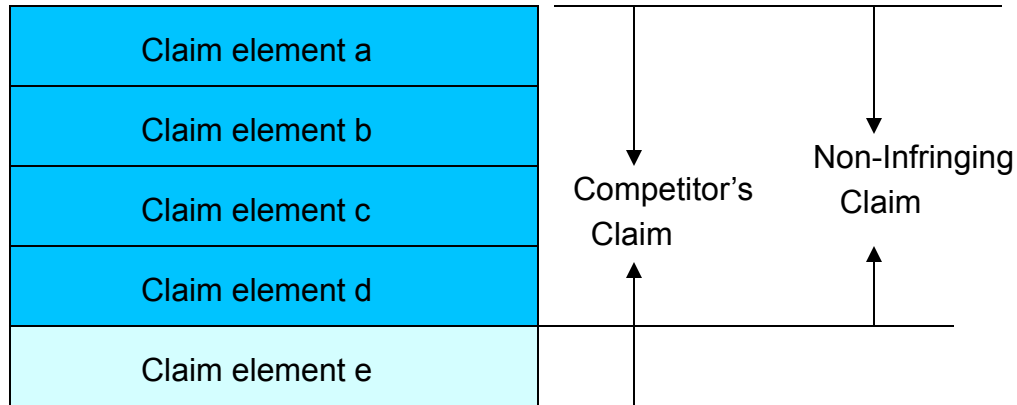 Claim element a
Claim element b
Claim element c
Claim element d
Claim element e
Competitor’s
Claim
Non-Infringing
Claim